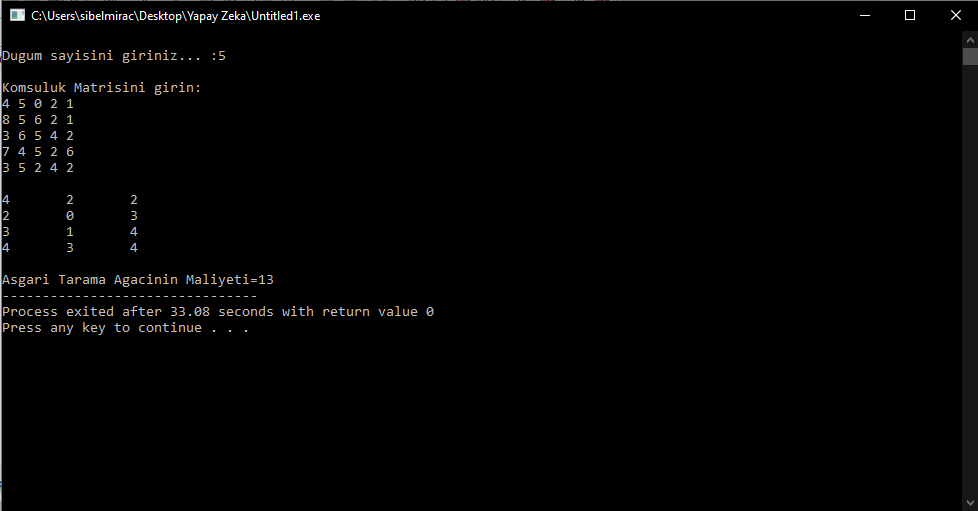 C:\Users\sibelmirac\Desktop\Yapay Zeka\Untitled1.exe
Dugum sayisini giriniz... :5
Komsuluk Matrisini girin:
4 5 0 2 1
8 5 6 2 1
3 6 5 4 2
7 4 5 2 6
3 5 2 4 2
4 2 2
2 0 3
3 1 4
4 3 4
Asgari Tarama Agacinin Maliyeti=13
--------------------------------
Process exited after 33.08 seconds with return value 0
Press any key to continue . . .